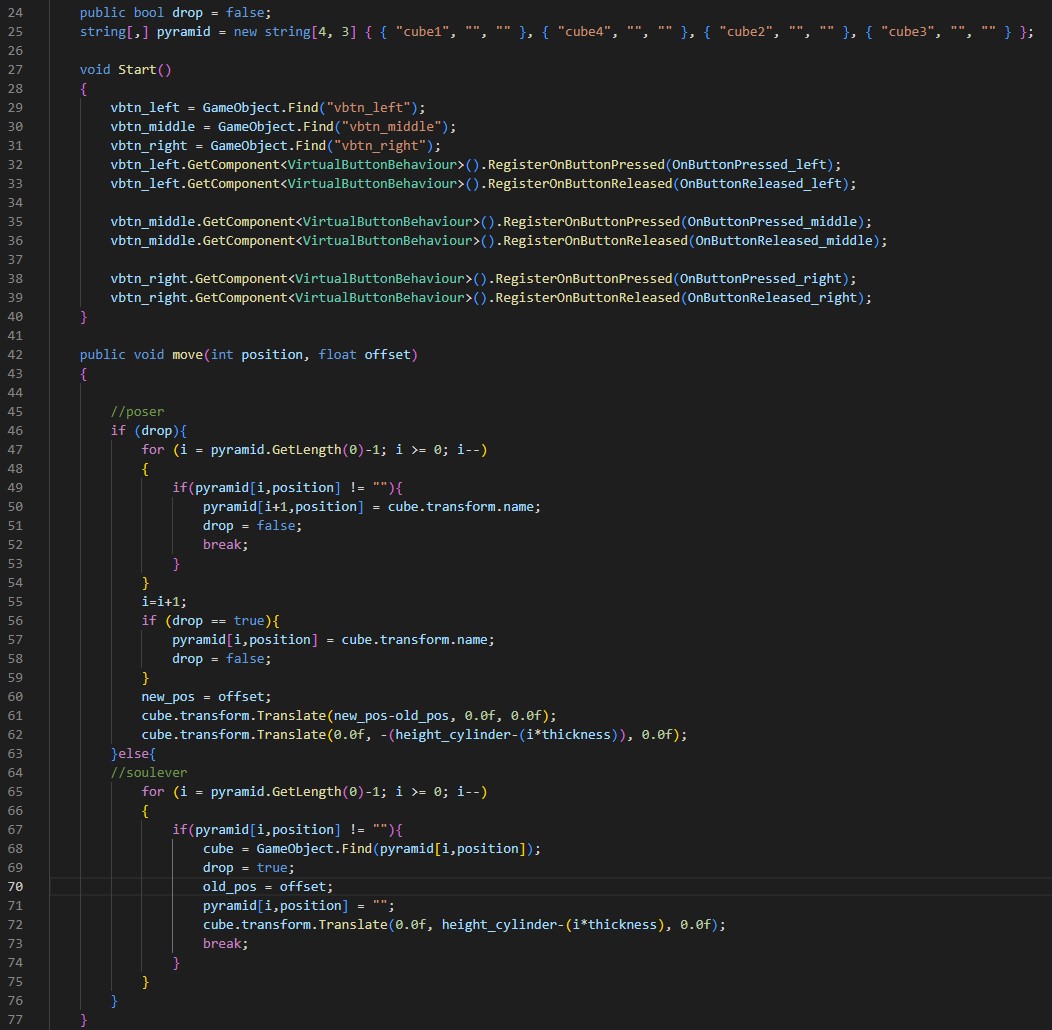 24 public bool drop = false;
25 string[,] pyramid = new string[4, 3] { { "cube1", "", "" }, { "cube4", "", "" }, { "cube2", "", "" }, { "cube3", "", "" } };
26
27 void Start()
28 {
29 vbtn_left = GameObject.Find("vbtn_left");
30 vbtn_middle = GameObject.Find("vbtn_middle");
31 vbtn_right = GameObject.Find("vbtn_right");
32 vbtn_left.GetComponent<VirtualButtonBehaviour>().RegisterOnButtonPressed(OnButtonPressed_left);
33 vbtn_left.GetComponent<VirtualButtonBehaviour>().RegisterOnButtonReleased(OnButtonReleased_left);
34
35 vbtn_middle.GetComponent<VirtualButtonBehaviour>().RegisterOnButtonPressed(OnButtonPressed_middle);
36 vbtn_middle.GetComponent<VirtualButtonBehaviour>().RegisterOnButtonReleased(OnButtonReleased_middle);
37
38 vbtn_right.GetComponent<VirtualButtonBehaviour>().RegisterOnButtonPressed(OnButtonPressed_right);
39 vbtn_right.GetComponent<VirtualButtonBehaviour>().RegisterOnButtonReleased(OnButtonReleased_right);
40 }
41
42 public void move(int position, float offset)
43 {
44
45 //poser
46 if (drop){
47 for (i = pyramid.GetLength(0)-1; i >= 0; i--)
48 {
49 if(pyramid[i,position] != ""){
50 pyramid[i+1,position] = cube.transform.name;
51 drop = false;
52 break;
53 }
54 }
55 i=i+1;
56 if (drop == true){
57 pyramid[i,position] = cube.transform.name;
58 drop = false;
59 }
60 new_pos = offset;
61 cube.transform.Translate(new_pos-old_pos, 0.0f, 0.0f);
62 cube.transform.Translate(0.0f, -(height_cylinder-(i*thickness)), 0.0f);
63 }else{
64 //soulever
65 for (i = pyramid.GetLength(0)-1; i >= 0; i--)
66 {
67 if(pyramid[i,position] != ""){
68 cube = GameObject.Find(pyramid[i,position]);
69 drop = true;
70 old_pos = offset;
71 pyramid[i,position] = "";
72 cube.transform.Translate(0.0f, height_cylinder-(i*thickness), 0.0f);
73 break;
74 }
75 }
76 }
77 }